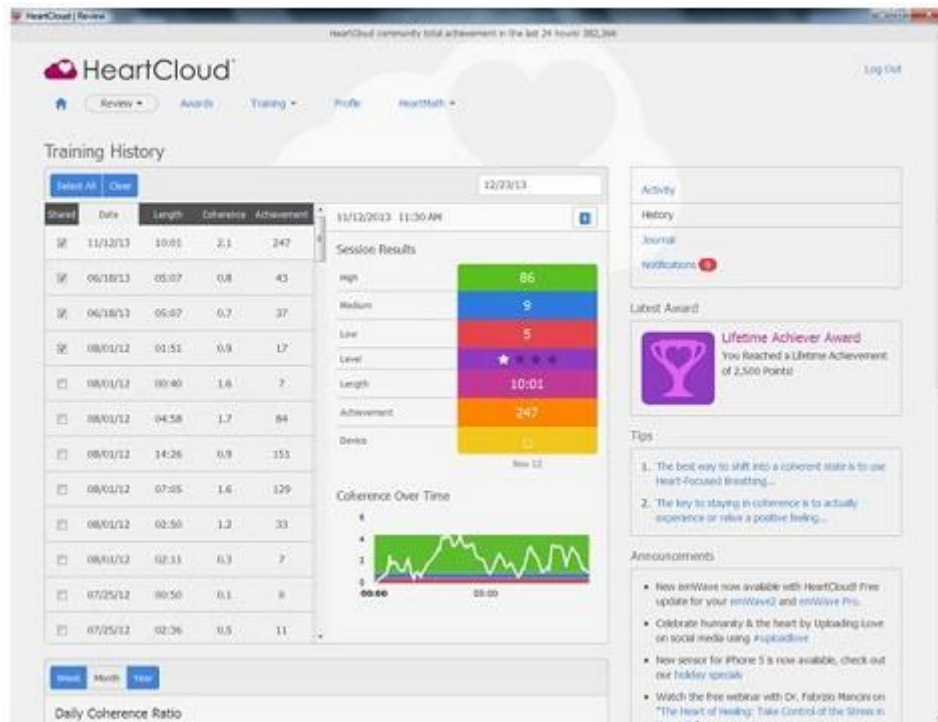 HeartCloud | Review
HeartCloud community total achievement in the last 24 hours: 382,366
HeartCloud
Log Out
Review
Awards
Training
Profile
HeartMath
Training History
Select All
Clear
12/23/13
Shared Date Length Coherence Achievement
11/12/13 10:01 2.1 247
06/18/13 05:07 0.8 43
06/18/13 05:07 0.7 37
08/01/12 01:51 0.9 17
08/01/12 00:40 1.6 7
08/01/12 04:58 1.7 84
08/01/12 14:26 0.9 151
08/01/12 07:05 1.6 129
08/01/12 02:50 1.2 33
08/01/12 02:11 0.3 7
07/25/12 00:50 0.1
07/25/12 02:36 0.5 11
11/12/2013 11:30 AM
Session Results
High 86
Medium 9
Low 5
Level
Length 10:01
Achievement 247
Device
Nov 12
Coherence Over Time
6
4
2
0
00:00 05:00
Activity
History
Journal
Notifications
Latest Award
Lifetime Achiever Award
You Reached a Lifetime Achievement
of 2,500 Points!
Tips
1. The best way to shift into a coherent state is to use
Heart-Focused Breathing...
2. The key to staying in coherence is to actually
experience or relive a positive feeling...
Announcements
• New emWave now available with HeartCloud! Free
update for your emWave2 and emWave Pro.
• Celebrate humanity & the heart by Uploading Love
on social media using #uploadlove
• New sensor for iPhone 5 is now available, check out
our holiday specials
• Watch the free webinar with Dr. Fabrizio Mancini on
"The Heart of Healing: Take Control of the Stress in
Week
Month
Year
Daily Coherence Ratio